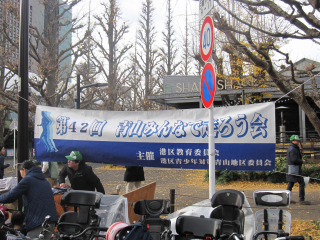 40
第42回 青山みんなで走ろう会
主催 港区教育委員会
港区青少年対策青山地区委員会